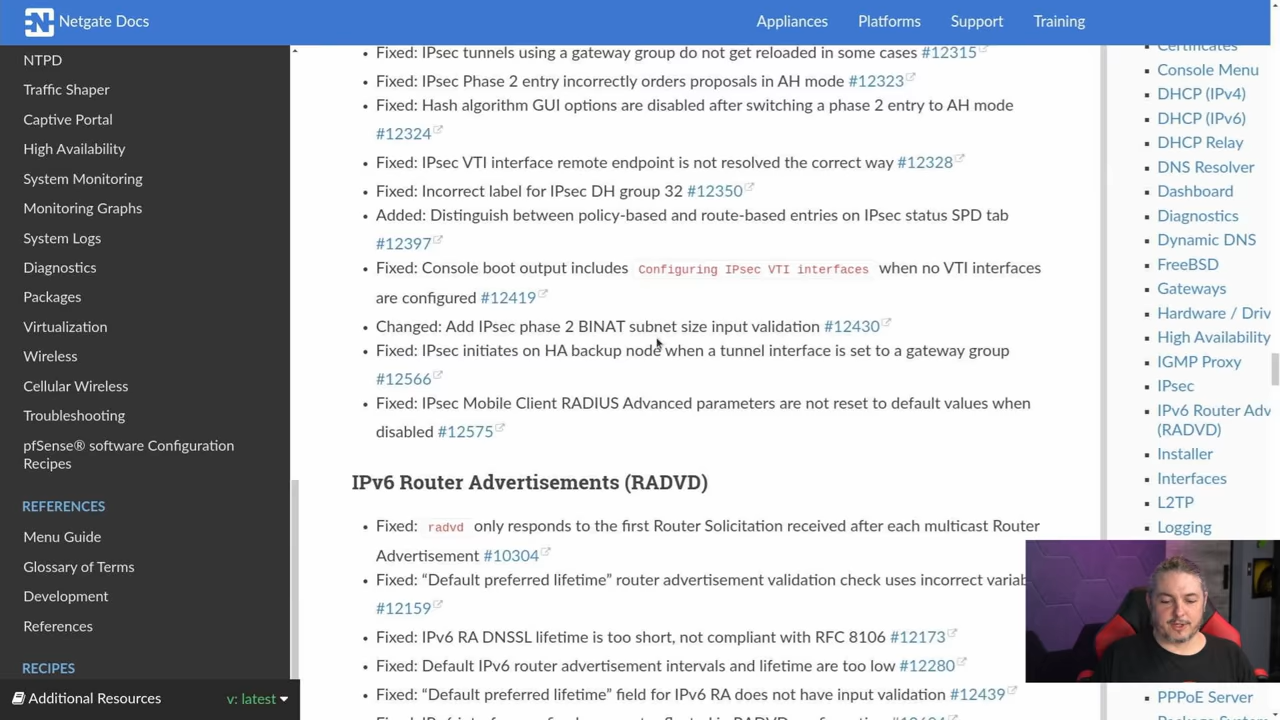 Netgate Docs
Appliances
Platforms
Support
Training
NTPD
Traffic Shaper
Captive Portal
High Availability
System Monitoring
Monitoring Graphs
System Logs
Diagnostics
Packages
Virtualization
Wireless
Cellular Wireless
Troubleshooting
pfSense® software Configuration
Recipes
REFERENCES
Menu Guide
Glossary of Terms
Development
References
RECIPES
Additional Resources
v: latest
Fixed: IPsec tunnels using a gateway group do not get reloaded in some cases #12315
Fixed: IPsec Phase 2 entry incorrectly orders proposals in AH mode #12323
Fixed: Hash algorithm GUI options are disabled after switching a phase 2 entry to AH mode
#12324
Fixed: IPsec VTI interface remote endpoint is not resolved the correct way #12328
Fixed: Incorrect label for IPsec DH group 32 #12350
Added: Distinguish between policy-based and route-based entries on IPsec status SPD tab
#12397
Fixed: Console boot output includes Configuring IPsec VTI interfaces when no VTI interfaces
are configured #12419
Changed: Add IPsec phase 2 BINAT subnet size input validation #12430
Fixed: IPsec initiates on HA backup node when a tunnel interface is set to a gateway group
#12566
Fixed: IPsec Mobile Client RADIUS Advanced parameters are not reset to default values when
disabled #12575
IPv6 Router Advertisements (RADVD)
Fixed: radvd only responds to the first Router Solicitation received after each multicast Router
Advertisement #10304
Fixed: “Default preferred lifetime” router advertisement validation check uses incorrect variab
#12159
Fixed: IPv6 RA DNSSL lifetime is too short, not compliant with RFC 8106 #12173
Fixed: Default IPv6 router advertisement intervals and lifetime are too low #12280
Fixed: “Default preferred lifetime” field for IPv6 RA does not have input validation #12439
Certificates
Console Menu
DHCP (IPv4)
DHCP (IPv6)
DHCP Relay
DNS Resolver
Dashboard
Diagnostics
Dynamic DNS
FreeBSD
Gateways
Hardware / Driv
High Availability
IGMP Proxy
IPsec
IPv6 Router Adv
(RADVD)
Installer
Interfaces
L2TP
Logging
PPPoE Server